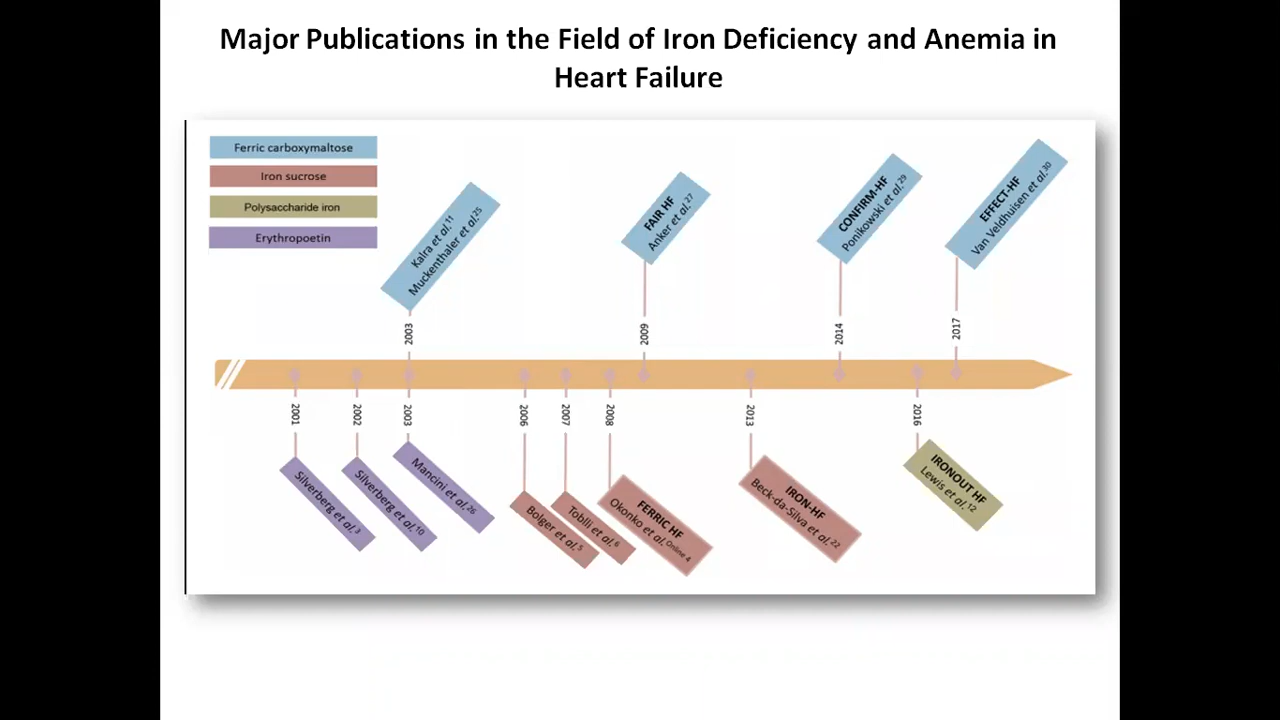 Major Publications in the Field of Iron Deficiency and Anemia in
Heart Failure
Ferric carboxymaltose
Iron sucrose
Polysaccharide iron
Erythropoetin
Kalra et al.11
Muckenthaler et al.25
FAIR HF
Anker et al.27
CONFIRM-HF
Ponikowski et al.29
EFFECT-HF
Van Veldhuisen et al.30
2003
2009
2014
2017
2001
2002
2003
2006
2007
2008
2013
2016
Silverberg et al.3
Silverberg et al.10
Mancini et al.26
Bolger et al.5
Toblli et al.6
FERRIC HF
Okonko et al.Online 4
IRON-HF
Beck-da-Silva et al.22
IRONOUT HF
Lewis et al.12